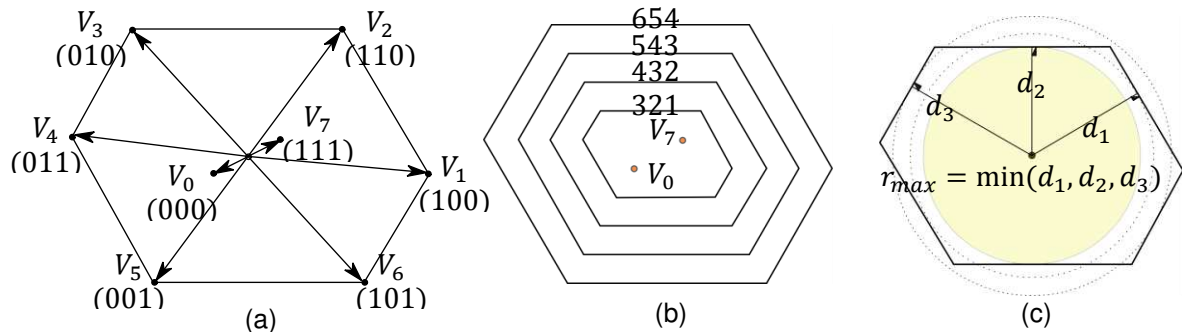 V₃
(010)
V₂
(110)
V₄
(011)
V₇
(111)
V₀
(000)
V₁
(100)
V₅
(001)
V₆
(101)
(a)
654
543
432
321
V₇
V₀
(b)
d₃
d₂
d₁
rₘₐₓ = min(d₁, d₂, d₃)
(c)